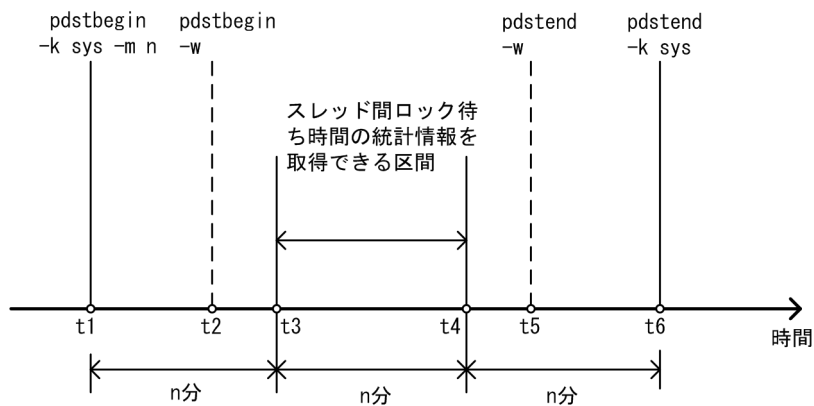 pdstbegin
-k sys -m n
pdstbegin
-w
pdstend
-w
pdstend
-k sys
スレッド間ロック待
ち時間の統計情報を
取得できる区間
t1
t2
t3
t4
t5
t6
時間
n分
n分
n分